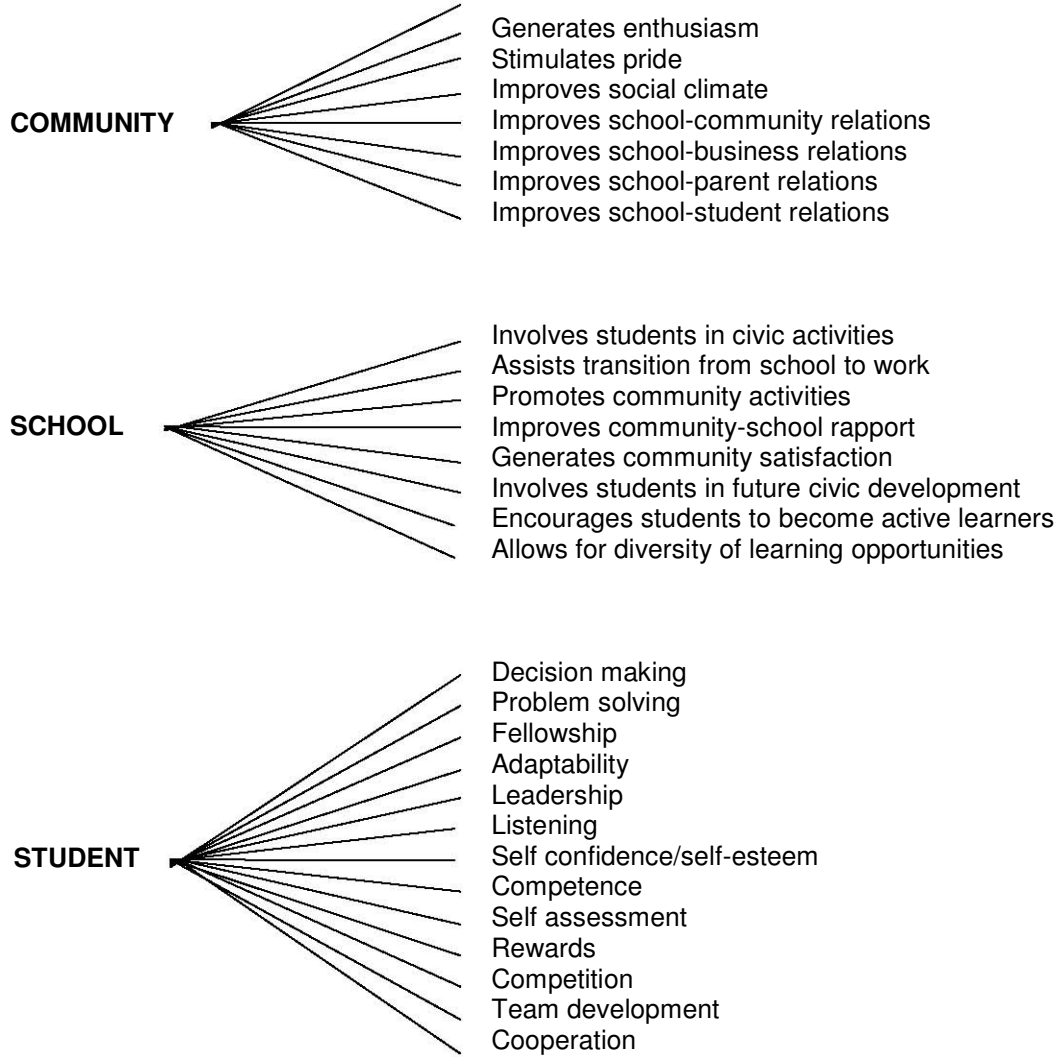 COMMUNITY
Generates enthusiasm
Stimulates pride
Improves social climate
Improves school-community relations
Improves school-business relations
Improves school-parent relations
Improves school-student relations
SCHOOL
Involves students in civic activities
Assists transition from school to work
Promotes community activities
Improves community-school rapport
Generates community satisfaction
Involves students in future civic development
Encourages students to become active learners
Allows for diversity of learning opportunities
STUDENT
Decision making
Problem solving
Fellowship
Adaptability
Leadership
Listening
Self confidence/self-esteem
Competence
Self assessment
Rewards
Competition
Team development
Cooperation